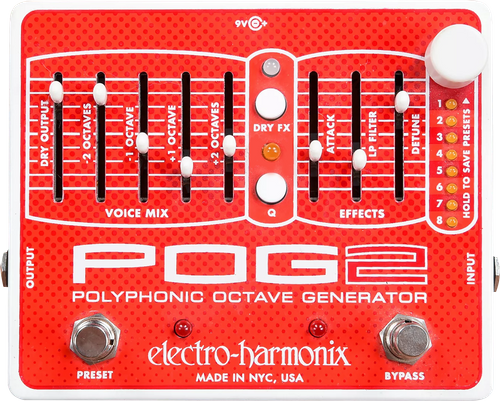 9V
DRY OUTPUT
-2 OCTAVES
-1 OCTAVE
+1 OCTAVE
+2 OCTAVES
DRY FX
Q
ATTACK
LP FILTER
DETUNE
1
2
3
4
5
6
7
8
HOLD TO SAVE PRESETS
VOICE MIX
EFFECTS
OUTPUT
INPUT
POG2
POLYPHONIC OCTAVE GENERATOR
electro-harmonix
MADE IN NYC, USA
PRESET
BYPASS